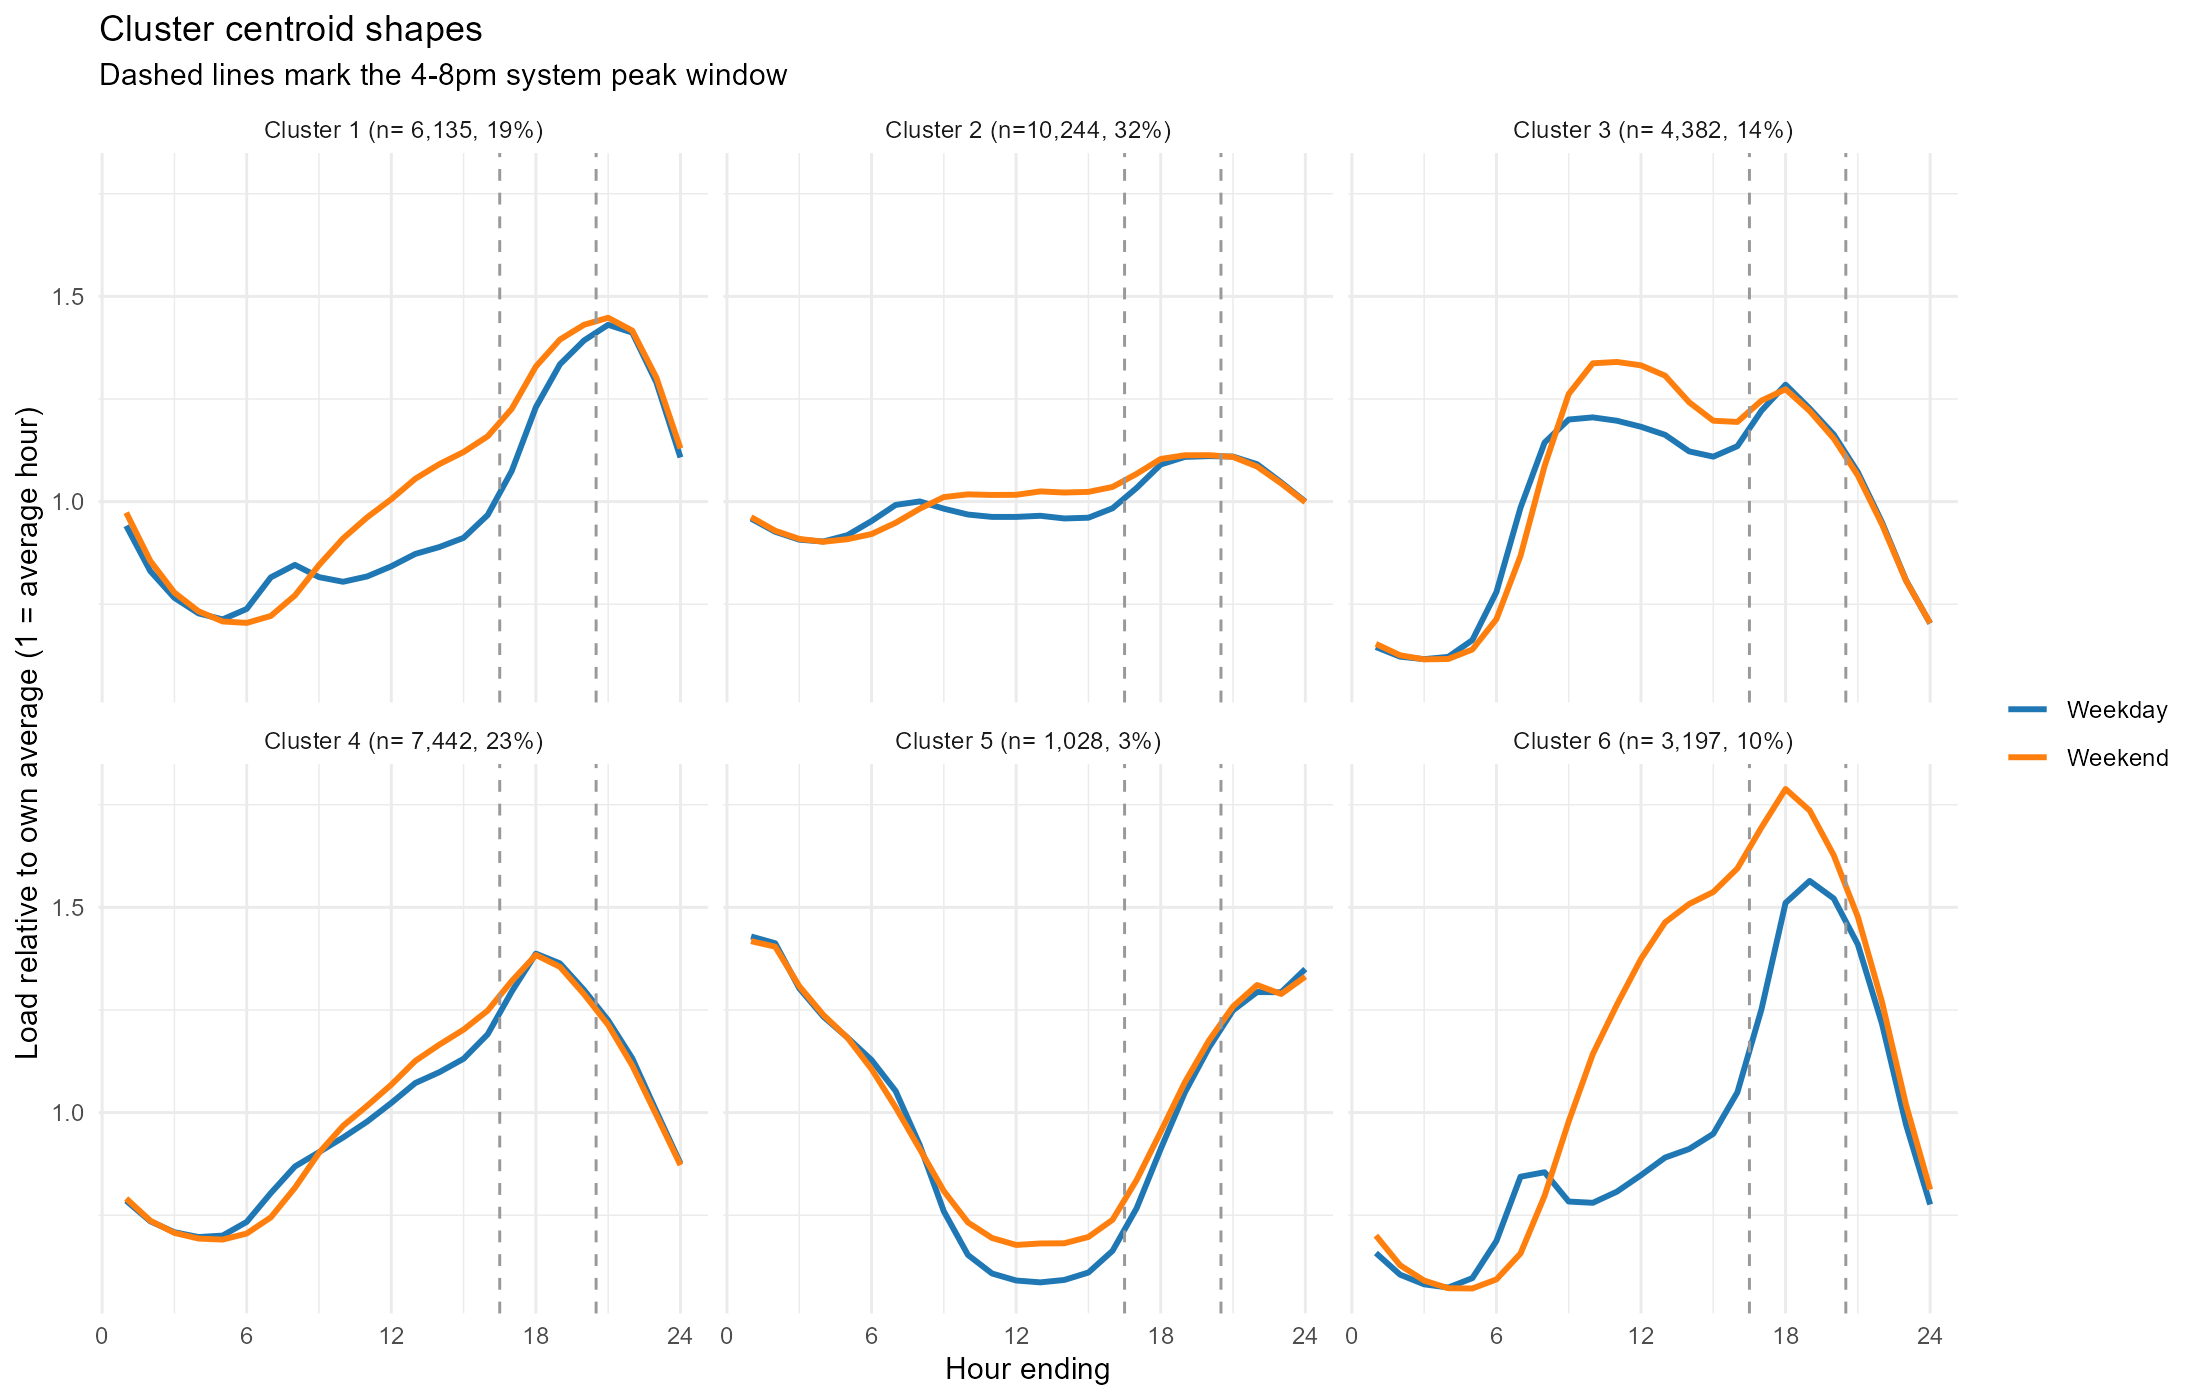 Cluster centroid shapes
Dashed lines mark the 4-8pm system peak window
Cluster 1 (n= 6,135, 19%)
Cluster 2 (n=10,244, 32%)
Cluster 3 (n= 4,382, 14%)
1.5
1.0
Cluster 4 (n= 7,442, 23%)
Cluster 5 (n= 1,028, 3%)
Cluster 6 (n= 3,197, 10%)
1.5
1.0
0 6 12 18 24
0 6 12 18 24
0 6 12 18 24
Hour ending
Load relative to own average (1 = average hour)
Weekday
Weekend